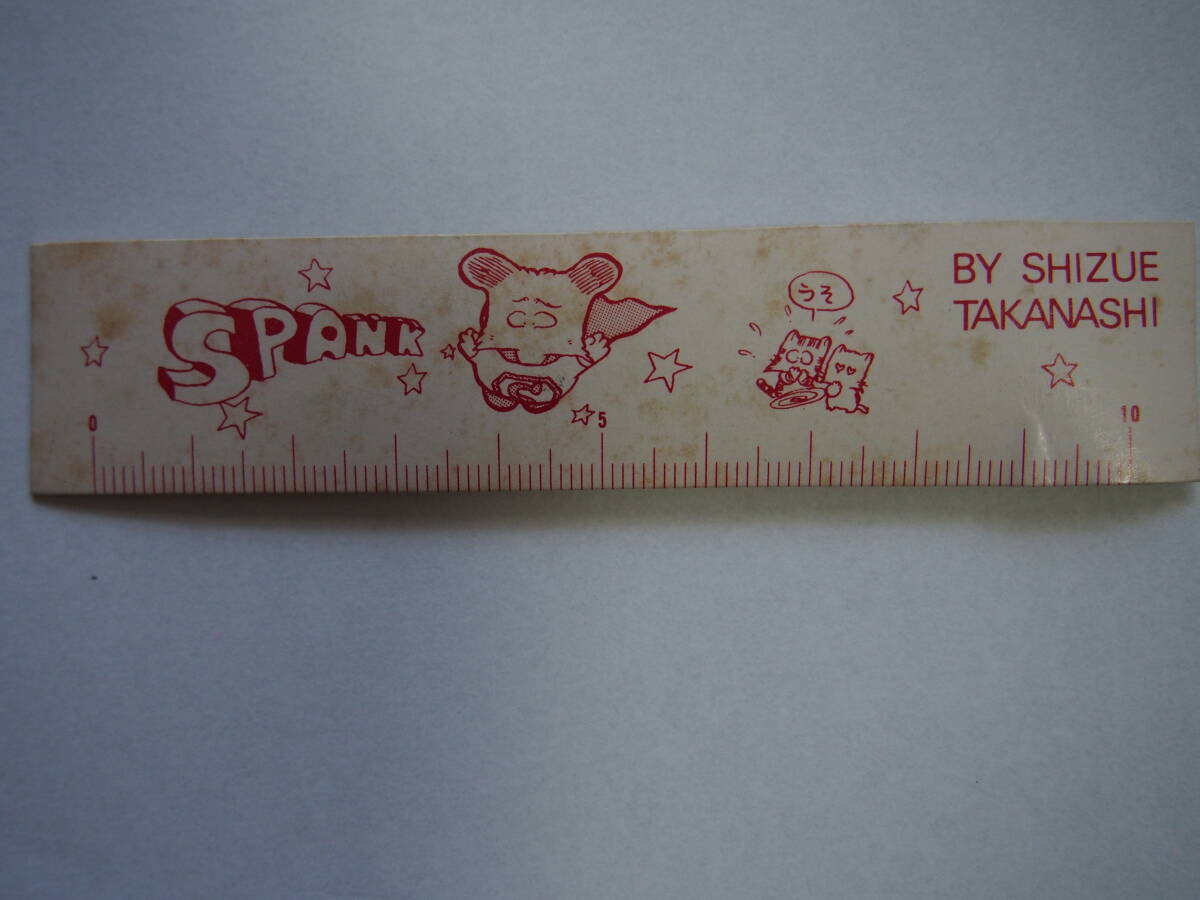 SPANK
うそ
BY SHIZUE
TAKANASHI
0 5 10